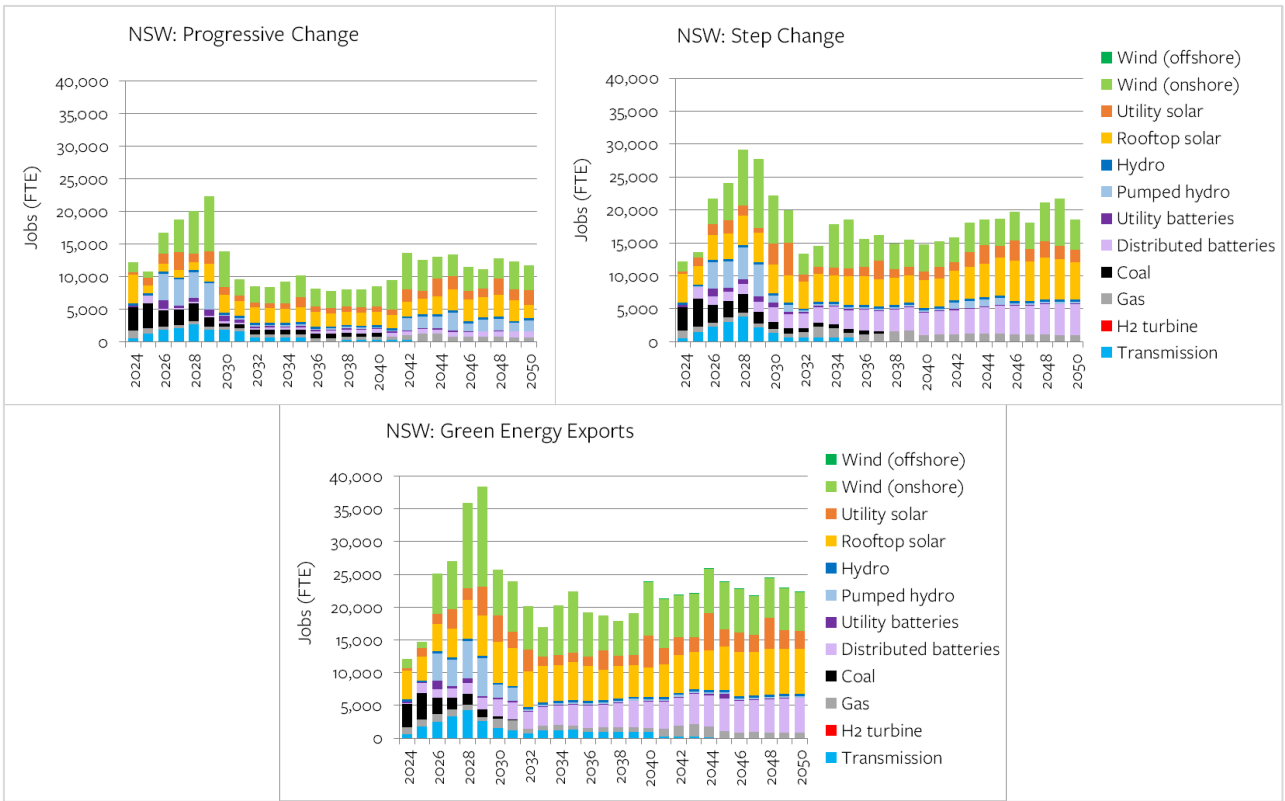 NSW: Progressive Change
Jobs (FTE)
40,000
35,000
30,000
25,000
20,000
15,000
10,000
5,000
0
2024
2026
2028
2030
2032
2034
2036
2038
2040
2042
2044
2046
2048
2050
NSW: Step Change
Jobs (FTE)
40,000
35,000
30,000
25,000
20,000
15,000
10,000
5,000
0
2024
2026
2028
2030
2032
2034
2036
2038
2040
2042
2044
2046
2048
2050
Wind (offshore)
Wind (onshore)
Utility solar
Rooftop solar
Hydro
Pumped hydro
Utility batteries
Distributed batteries
Coal
Gas
H2 turbine
Transmission
NSW: Green Energy Exports
Jobs (FTE)
40,000
35,000
30,000
25,000
20,000
15,000
10,000
5,000
0
2024
2026
2028
2030
2032
2034
2036
2038
2040
2042
2044
2046
2048
2050
Wind (offshore)
Wind (onshore)
Utility solar
Rooftop solar
Hydro
Pumped hydro
Utility batteries
Distributed batteries
Coal
Gas
H2 turbine
Transmission